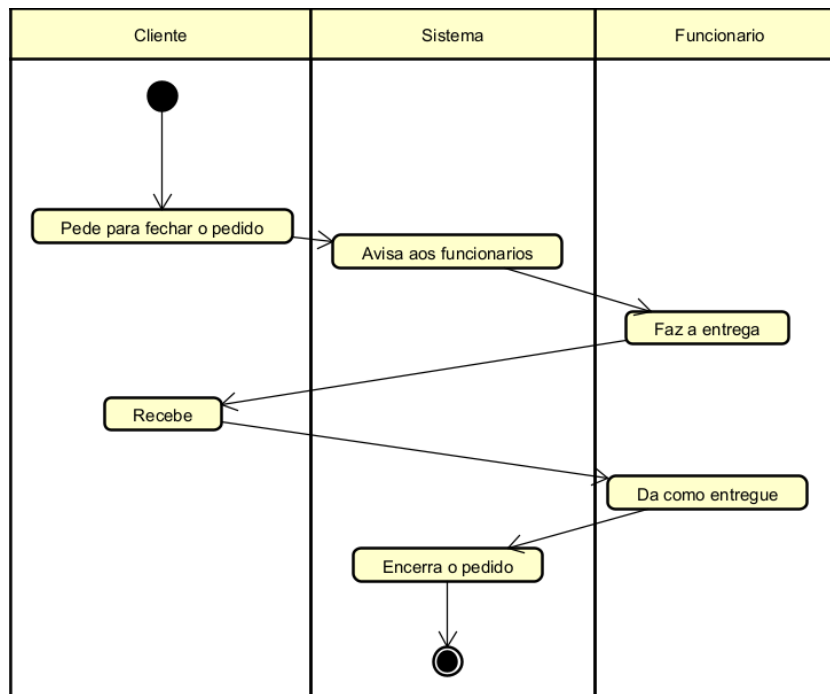 Cliente
Sistema
Funcionario
Pede para fechar o pedido
Avisa aos funcionarios
Faz a entrega
Recebe
Da como entregue
Encerra o pedido